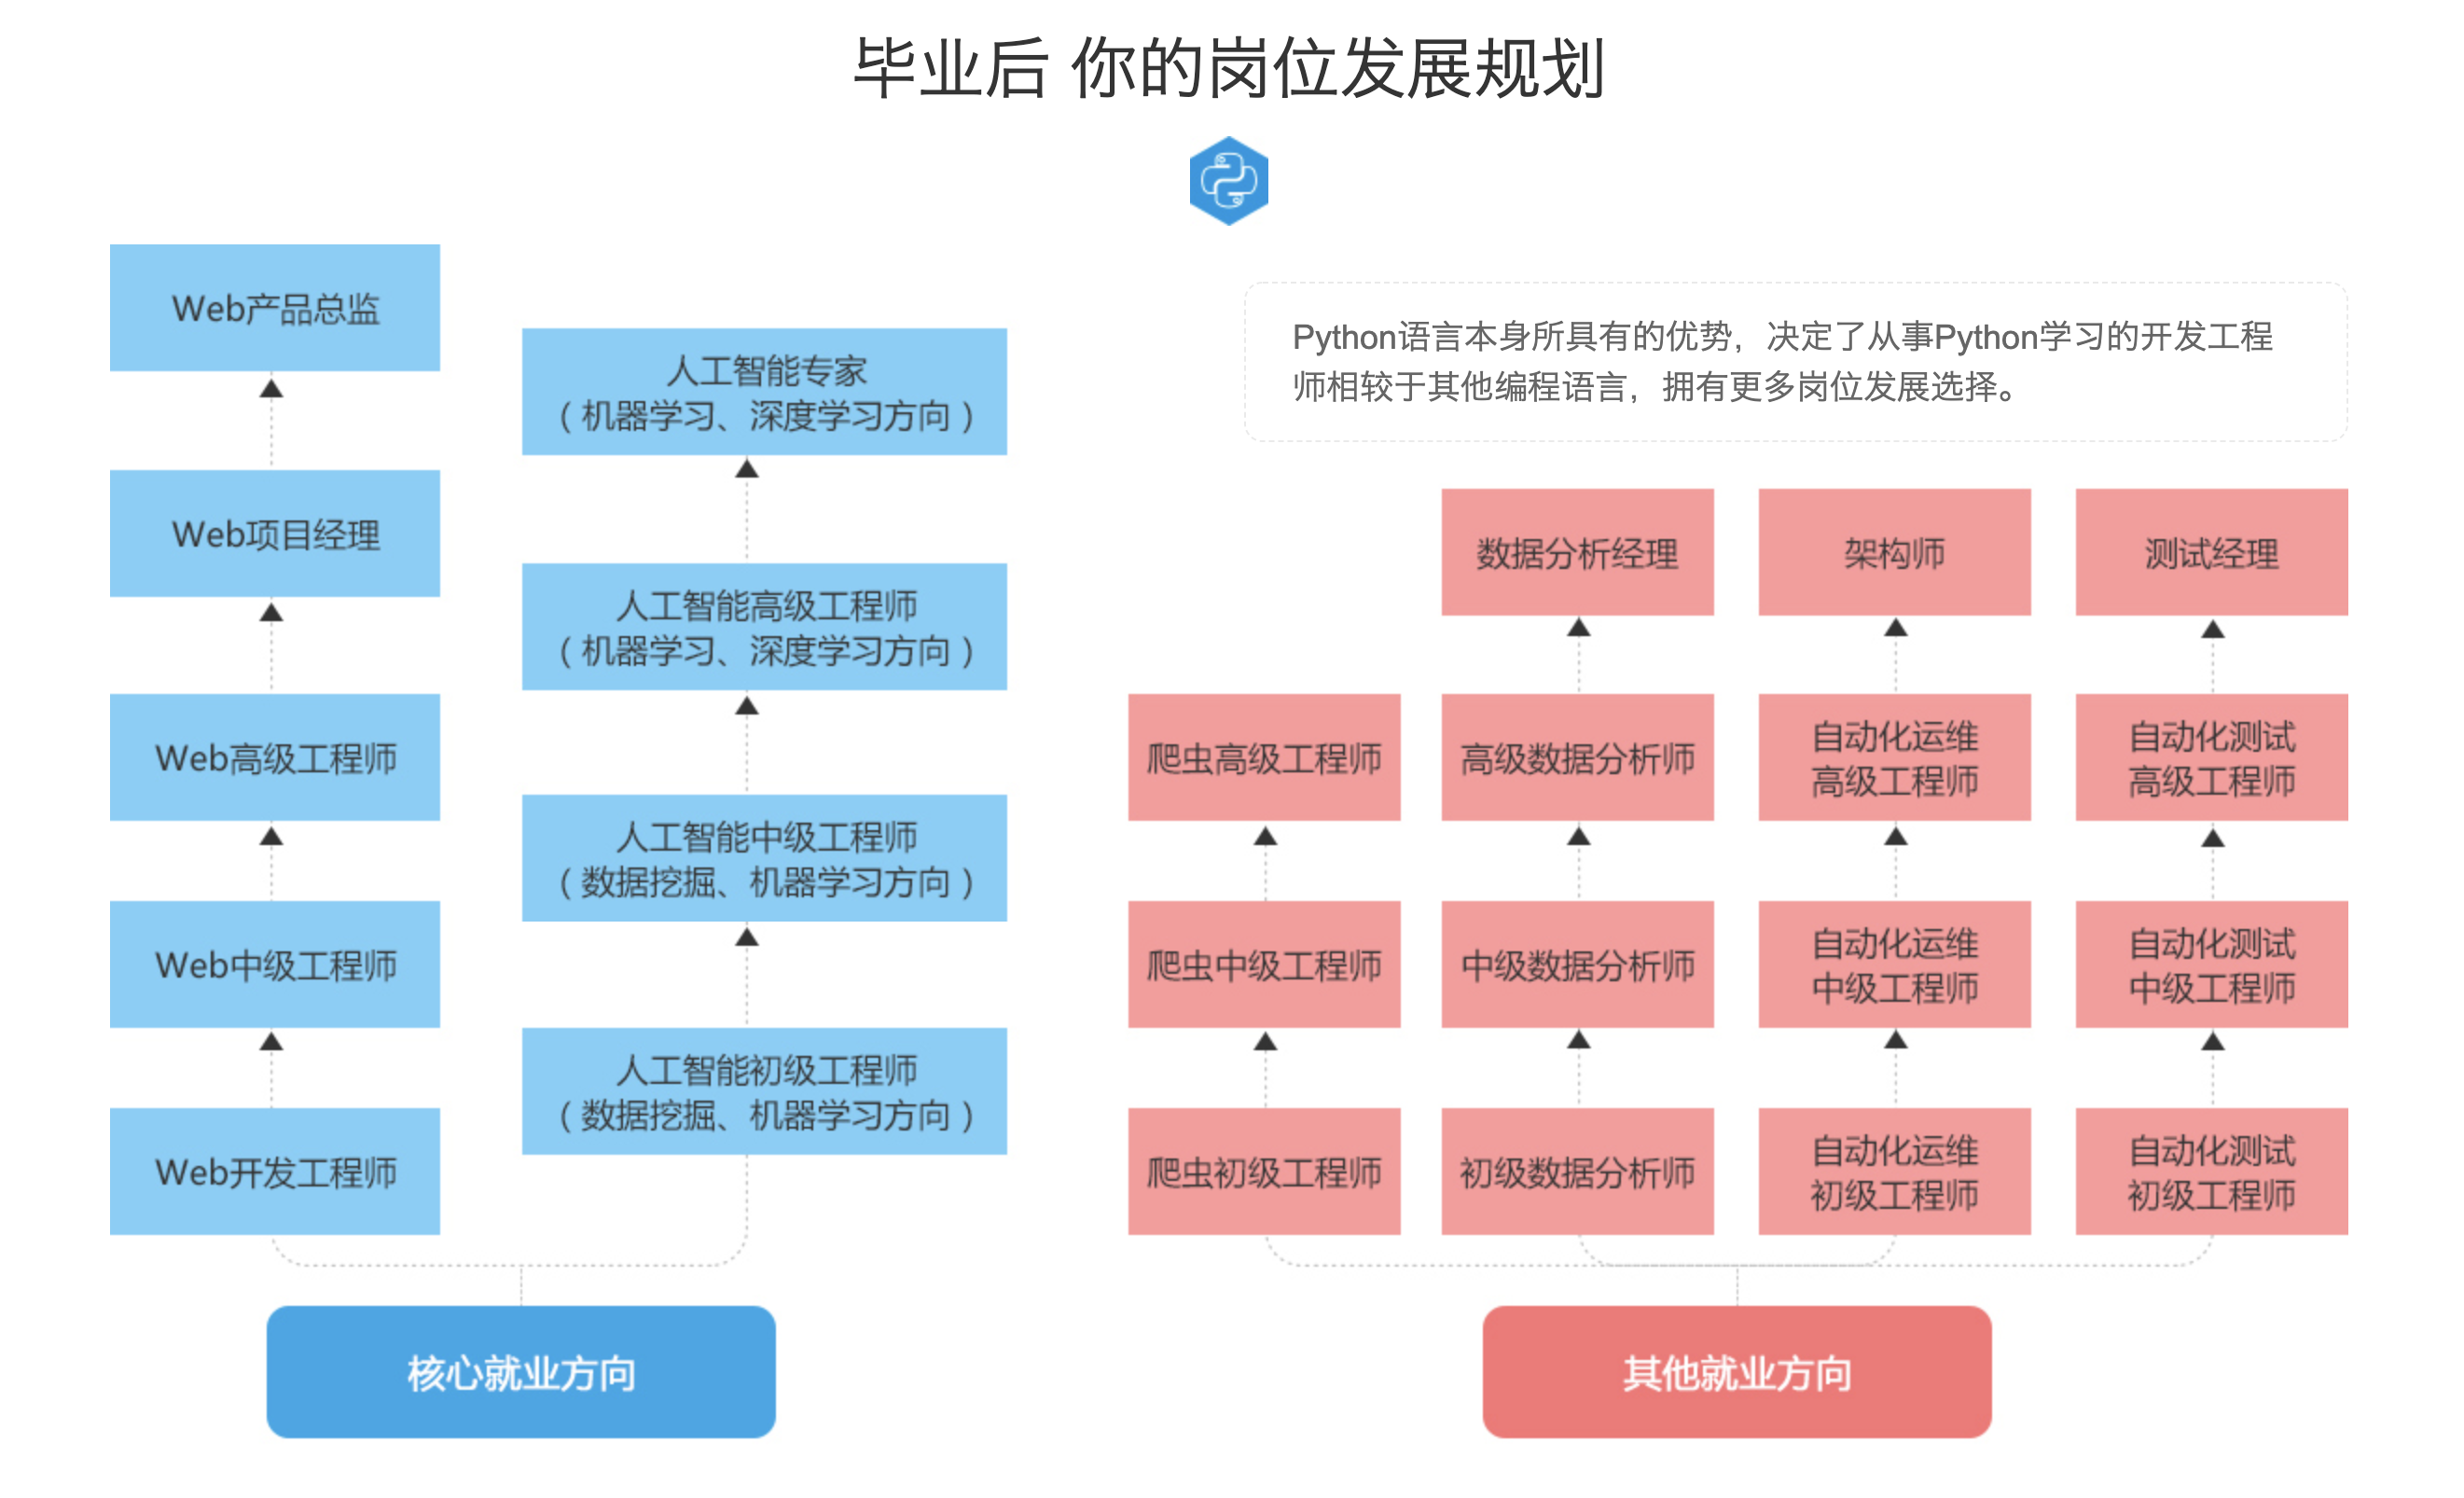 毕业后 你的岗位发展规划
Web产品总监
Web项目经理
Web高级工程师
Web中级工程师
Web开发工程师
人工智能专家
（机器学习、深度学习方向）
人工智能高级工程师
（机器学习、深度学习方向）
人工智能中级工程师
（数据挖掘、机器学习方向）
人工智能初级工程师
（数据挖掘、机器学习方向）
核心就业方向
Python语言本身所具有的优势，决定了从事Python学习的开发工程
师相较于其他编程语言，拥有更多岗位发展选择。
爬虫高级工程师
爬虫中级工程师
爬虫初级工程师
数据分析经理
高级数据分析师
中级数据分析师
初级数据分析师
架构师
自动化运维
高级工程师
自动化运维
中级工程师
自动化运维
初级工程师
测试经理
自动化测试
高级工程师
自动化测试
中级工程师
自动化测试
初级工程师
其他就业方向